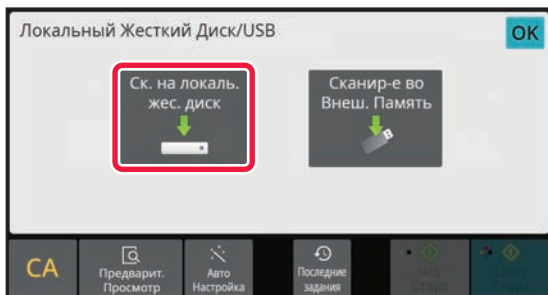 Локальный Жесткий Диск/USB
OK
Ск. на локаль.
жес. диск
Сканир-е во
Внеш. Память
CA
Предварит.
Просмотр
Авто
Настройка
Последние
задания
Ч/Б
Старт
Цвет
Старт